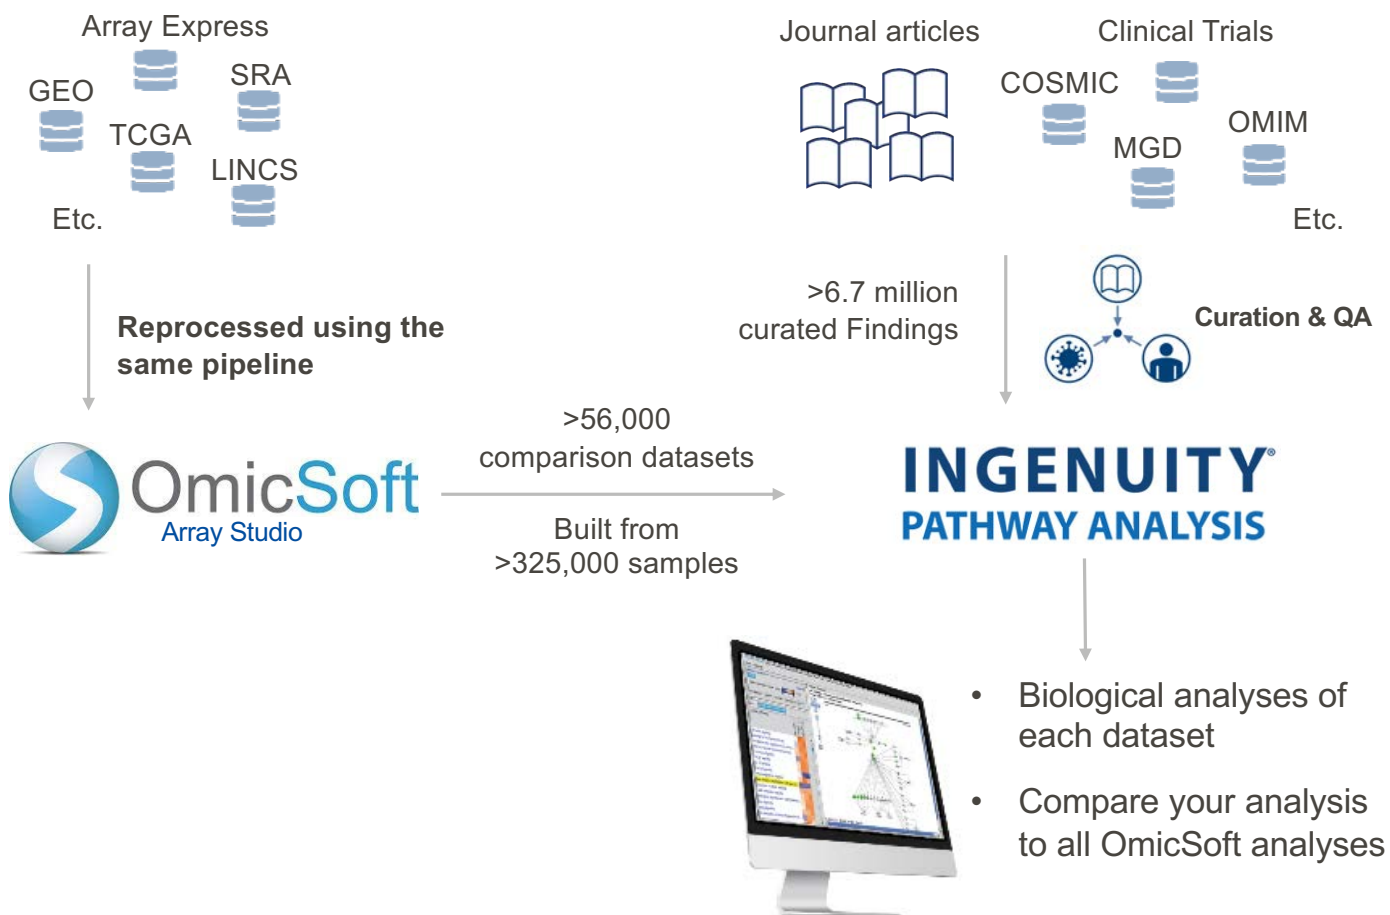 Array Express
GEO
SRA
TCGA
LINCS
Etc.
Reprocessed using the
same pipeline
OmicSoft
Array Studio
>56,000
comparison datasets
Built from
>325,000 samples
Journal articles
Clinical Trials
COSMIC
OMIM
MGD
Etc.
>6.7 million
curated Findings
Curation & QA
INGENUITY®
PATHWAY ANALYSIS
• Biological analyses of
each dataset
• Compare your analysis
to all OmicSoft analyses